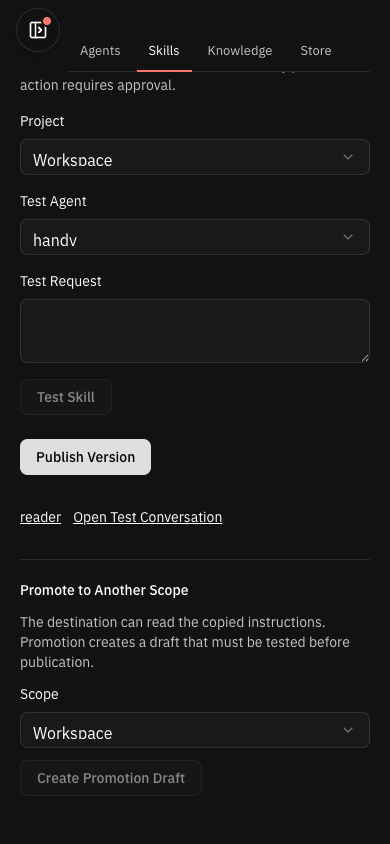 Agents Skills Knowledge Store
action requires approval.
Project
Workspace
Test Agent
handy
Test Request
Test Skill
Publish Version
reader Open Test Conversation
Promote to Another Scope
The destination can read the copied instructions.
Promotion creates a draft that must be tested before
publication.
Scope
Workspace
Create Promotion Draft